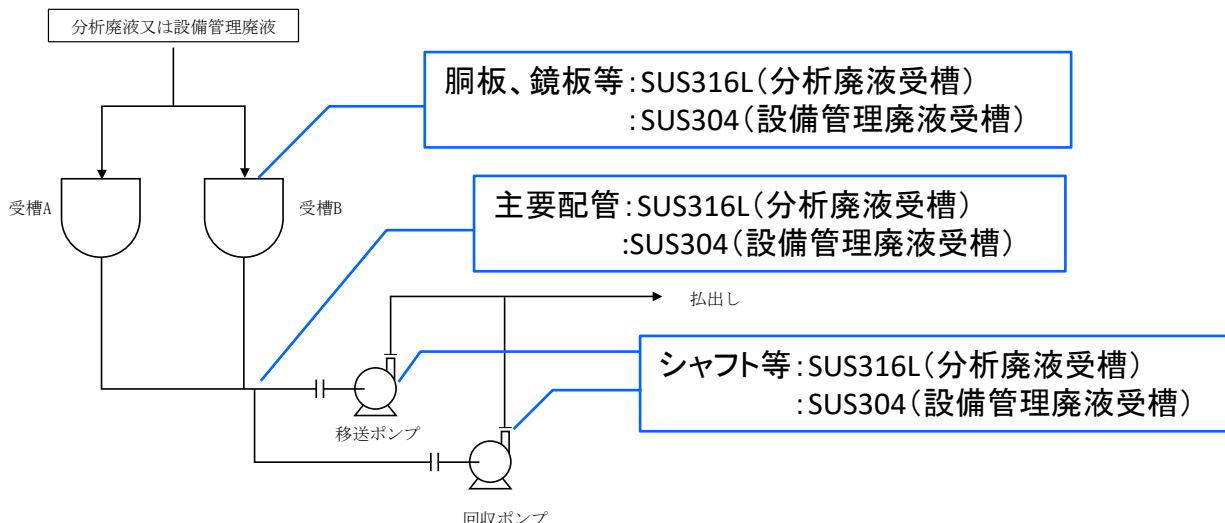 分析廃液又は設備管理廃液
胴板、鏡板等:SUS316L(分析廃液受槽)
:SUS304(設備管理廃液受槽)
受槽A
受槽B
主要配管:SUS316L(分析廃液受槽)
:SUS304(設備管理廃液受槽)
払出し
シャフト等:SUS316L(分析廃液受槽)
:SUS304(設備管理廃液受槽)
移送ポンプ
回収ポンプ